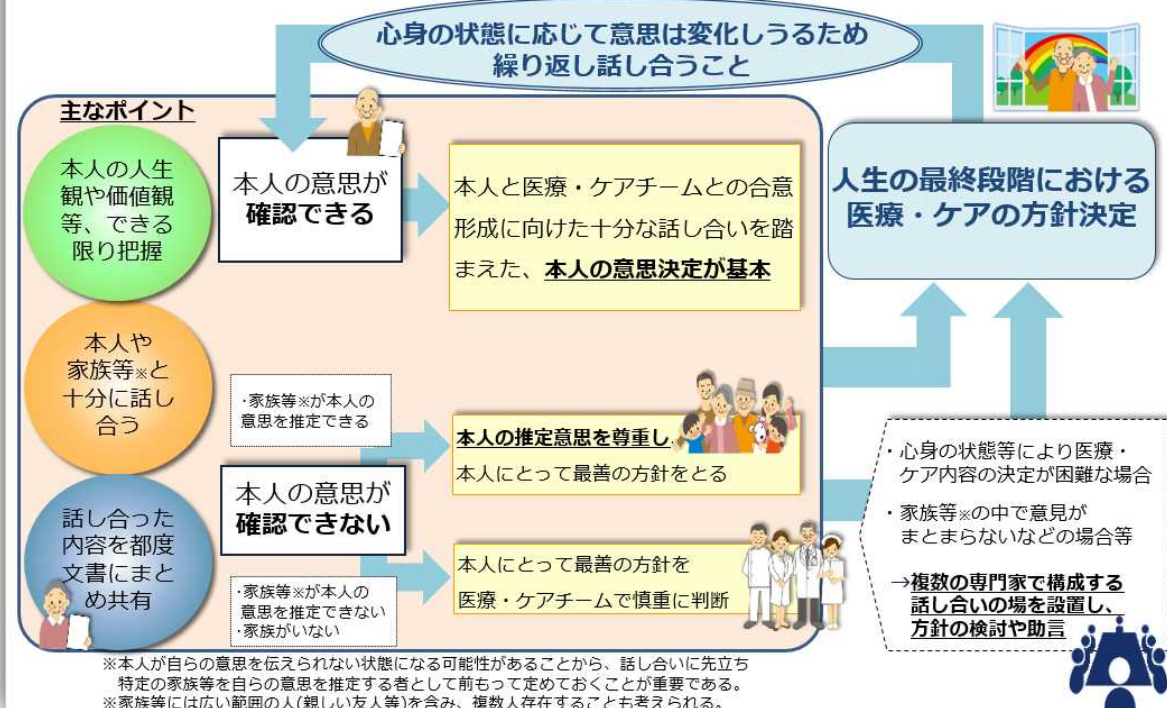 心身の状態に応じて意思は変化しうるため
繰り返し話し合うこと
主なポイント
本人の人生
観や価値観
等、できる
限り把握
本人や
家族等※と
十分に話し
合う
話し合った
内容を都度
文書にまと
め共有
本人の意思が
確認できる
本人と医療・ケアチームとの合意
形成に向けた十分な話し合いを踏
まえた、本人の意思決定が基本
・家族等※が本人の
意思を推定できる
本人の推定意思を尊重し、
本人にとって最善の方針をとる
本人の意思が
確認できない
・家族等※が本人の
意思を推定できない
・家族がいない
本人にとって最善の方針を
医療・ケアチームで慎重に判断
人生の最終段階における
医療・ケアの方針決定
・心身の状態等により医療・
ケア内容の決定が困難な場合
・家族等※の中で意見が
まとまらないなどの場合等
→複数の専門家で構成する
話し合いの場を設置し、
方針の検討や助言
※本人が自らの意思を伝えられない状態になる可能性があることから、話し合いに先立ち
特定の家族等を自らの意思を推定する者として前もって定めておくことが重要である。
※家族等には広い範囲の人(親しい友人等)を含み、複数人存在することも考えられる。